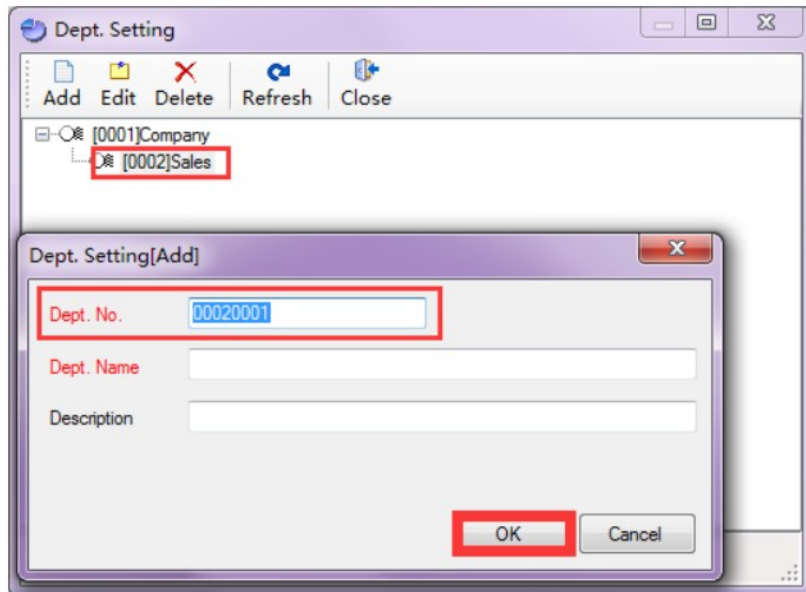 Dept. Setting
Add Edit Delete Refresh Close
[0001]Company
[0002]Sales
Dept. Setting[Add]
Dept. No. 00020001
Dept. Name
Description
OK Cancel